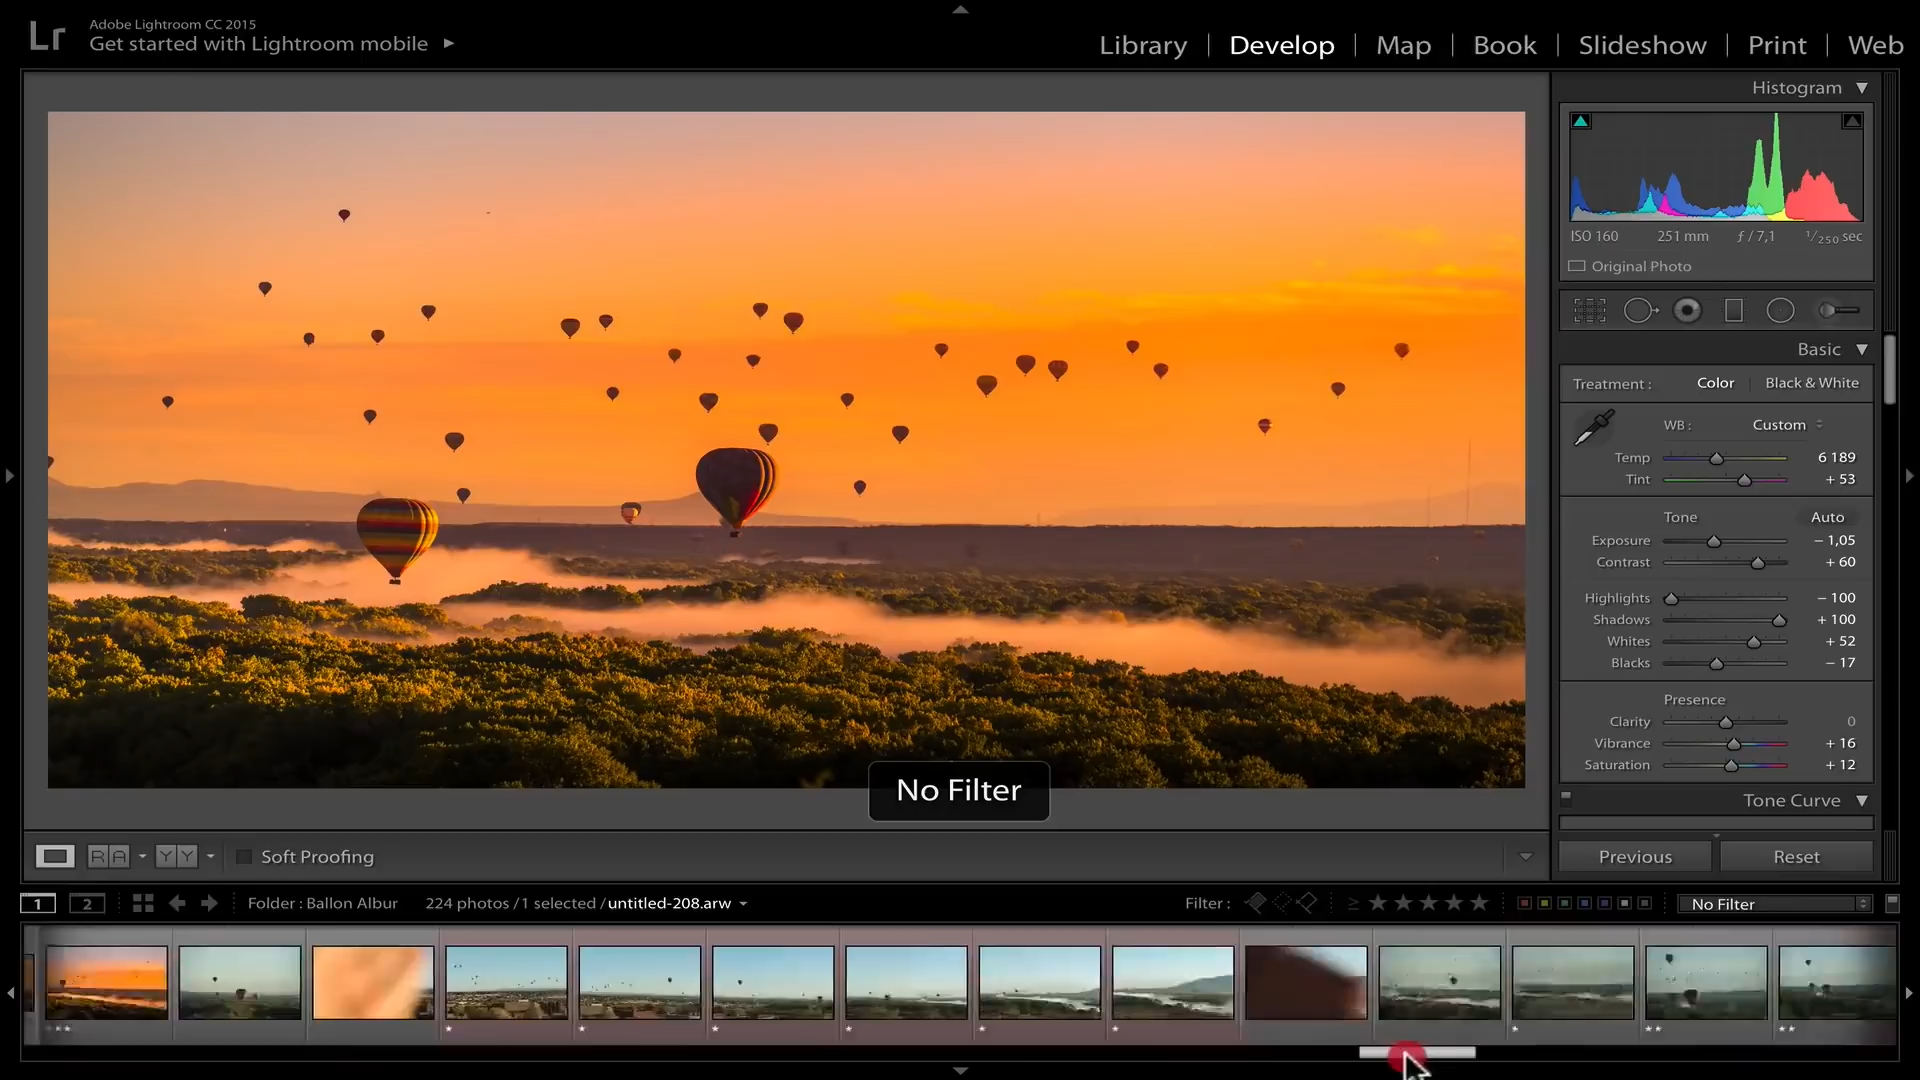 Lr
Adobe Lightroom CC 2015
Get started with Lightroom mobile
Library | Develop | Map | Book | Slideshow | Print | Web
Histogram
ISO 160 251 mm ƒ / 7,1 1/250 sec
Original Photo
Basic
Treatment : Color Black & White
WB : Custom
Temp 6 189
Tint + 53
Tone Auto
Exposure − 1,05
Contrast + 60
Highlights − 100
Shadows + 100
Whites + 52
Blacks − 17
Presence
Clarity 0
Vibrance + 16
Saturation + 12
Tone Curve
No Filter
R A Y Y Soft Proofing
Previous Reset
1 2 Folder : Ballon Albur 224 photos / 1 selected / untitled-208.arw Filter : ≥ ★ ★ ★ ★ ★ No Filter